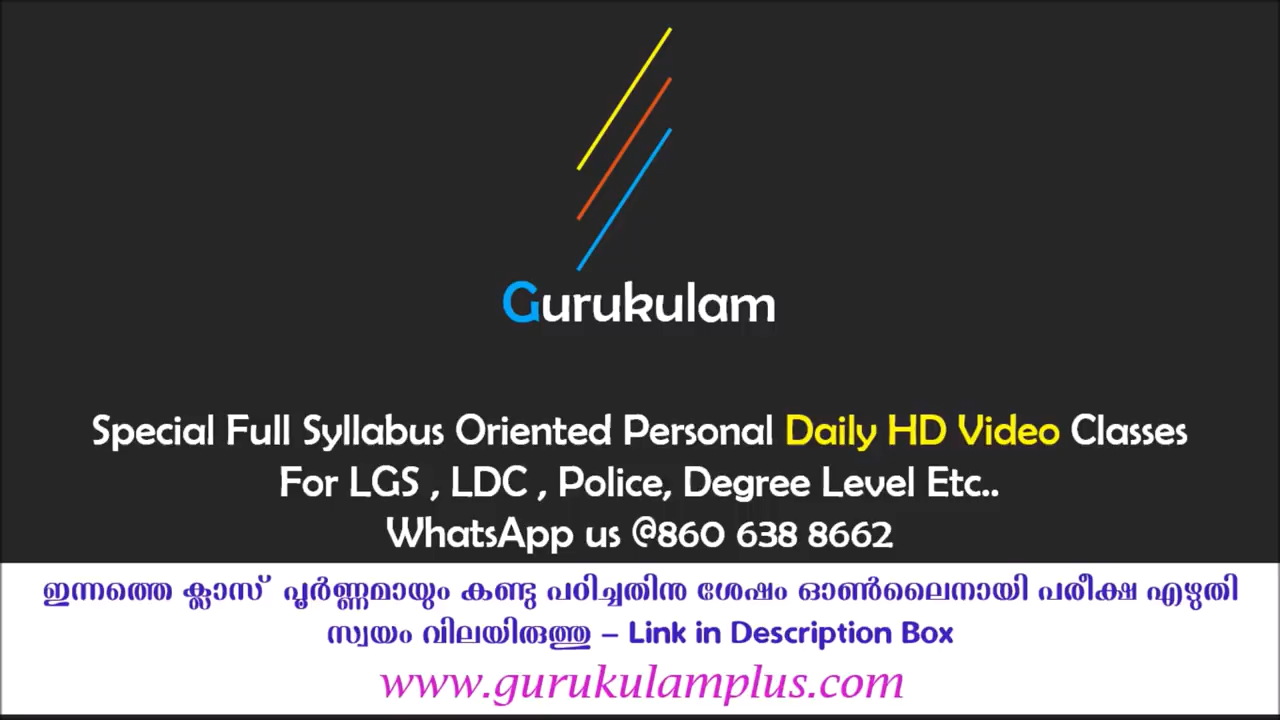 Gurukulam
Special Full Syllabus Oriented Personal Daily HD Video Classes
For LGS , LDC , Police, Degree Level Etc..
WhatsApp us @860 638 8662
ഇന്നത്തെ ക്ലാസ് പൂർണ്ണമായും കണ്ടു പഠിച്ചതിനു ശേഷം ഓൺലൈനായി പരീക്ഷ എഴുതി
സ്വയം വിലയിരുത്തു – Link in Description Box
www.gurukulamplus.com